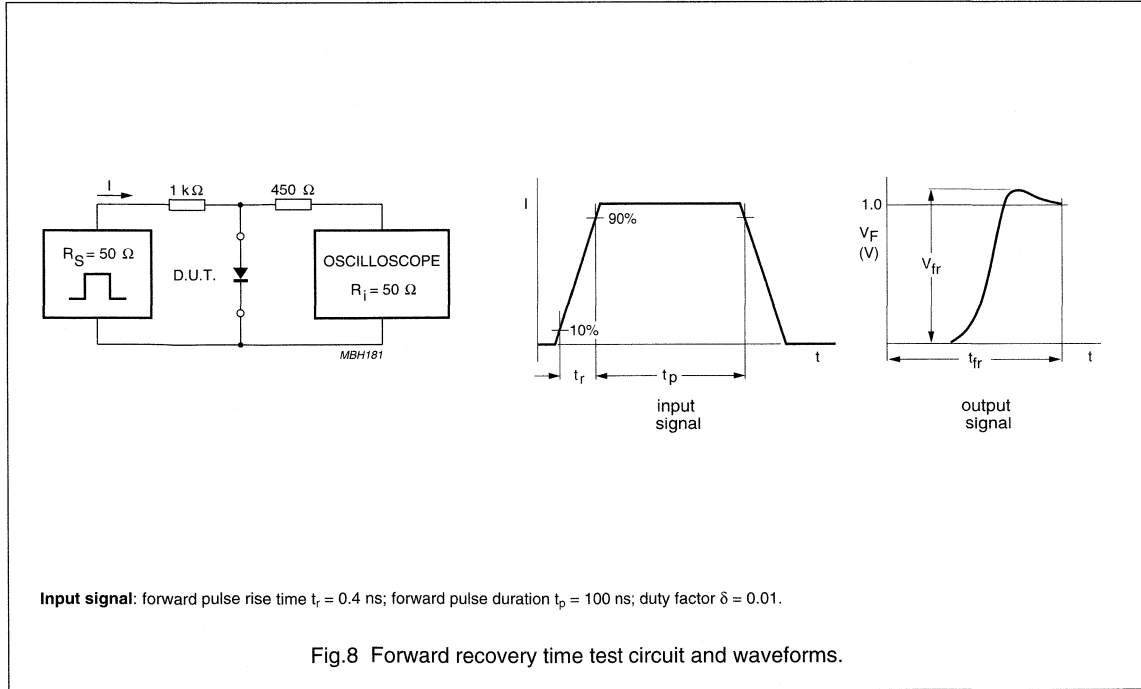 I
1 kΩ
450 Ω
R_S = 50 Ω
D.U.T.
OSCILLOSCOPE
R_i = 50 Ω
MBH181
I
90%
10%
t
t_r
t_p
input
signal
1.0
V_F
(V)
V_fr
t_fr
t
output
signal
Input signal: forward pulse rise time t_r = 0.4 ns; forward pulse duration t_p = 100 ns; duty factor δ = 0.01.
Fig.8 Forward recovery time test circuit and waveforms.